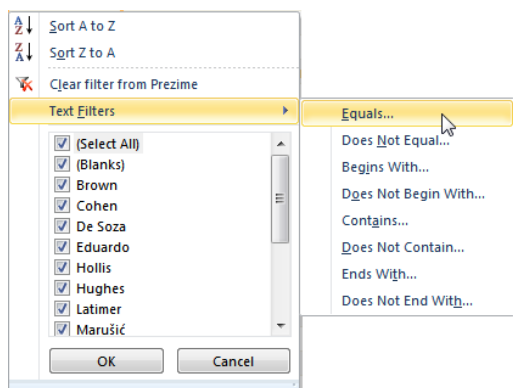 Sort A to Z
Sort Z to A
Clear filter from Prezime
Text Filters
(Select All)
(Blanks)
Brown
Cohen
De Soza
Eduardo
Hollis
Hughes
Latimer
Marušić
OK
Cancel
Equals...
Does Not Equal...
Begins With...
Does Not Begin With...
Contains...
Does Not Contain...
Ends With...
Does Not End With...